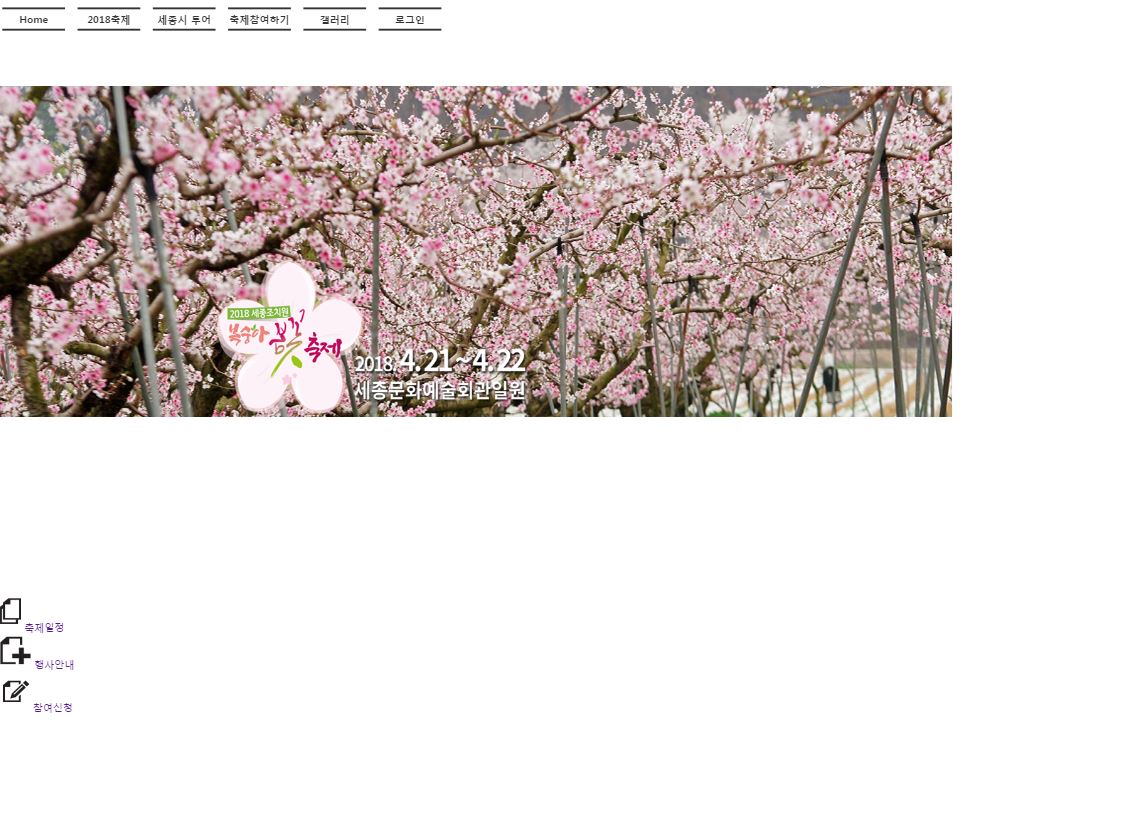 Home
2018축제
세종시 투어
축제참여하기
갤러리
로그인
2018 세종조치원
복숭아 봄꽃 축제
2018. 4.21~4.22
세종문화예술회관일원
축제일정
행사안내
참여신청